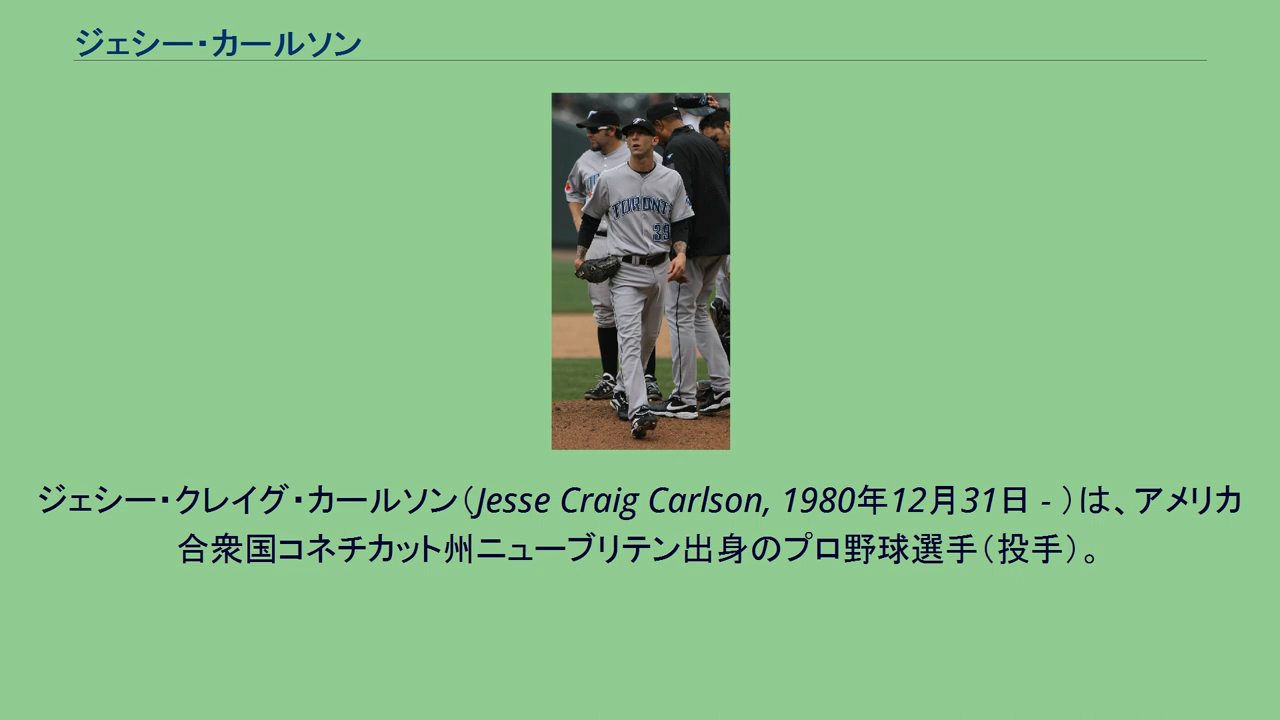 ジェシー・カールソン
TORONT
39
ジェシー・クレイグ・カールソン（Jesse Craig Carlson, 1980年12月31日 - ）は、アメリカ
合衆国コネチカット州ニューブリテン出身のプロ野球選手（投手）。